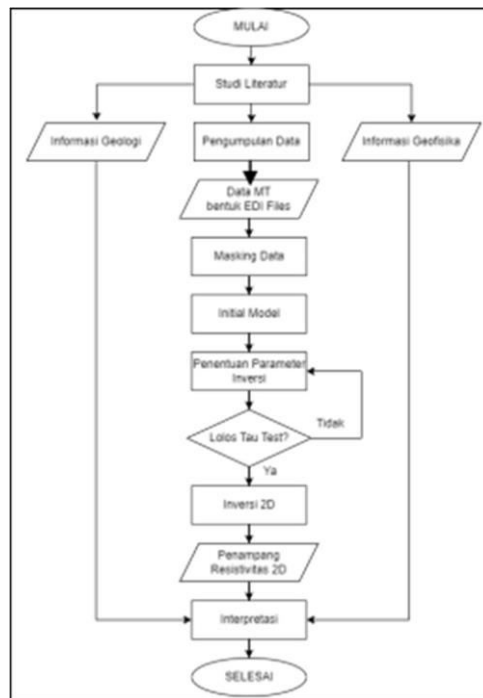 MULAI
Studi Literatur
Informasi Geologi
Pengumpulan Data
Informasi Geofisika
Data MT
bentuk EDI Files
Masking Data
Initial Model
Penentuan Parameter
Inversi
Tidak
Lolos Tau Test?
Ya
Inversi 2D
Penampang
Resistivitas 2D
Interpretasi
SELESAI